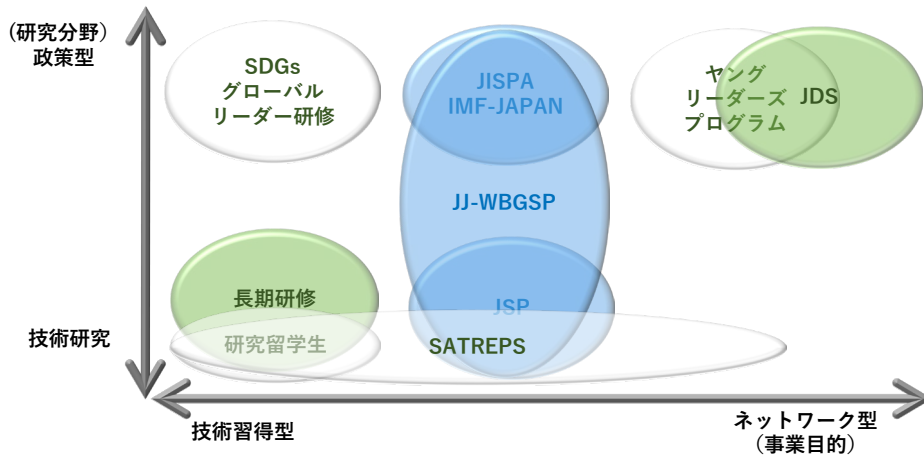 （研究分野）
政策型
SDGs
グローバル
リーダー研修
JISPA
IMF-JAPAN
ヤング
リーダーズ
プログラム
JDS
JJ-WBGSP
長期研修
JSP
技術研究
研究留学生
SATREPS
技術習得型
ネットワーク型
（事業目的）